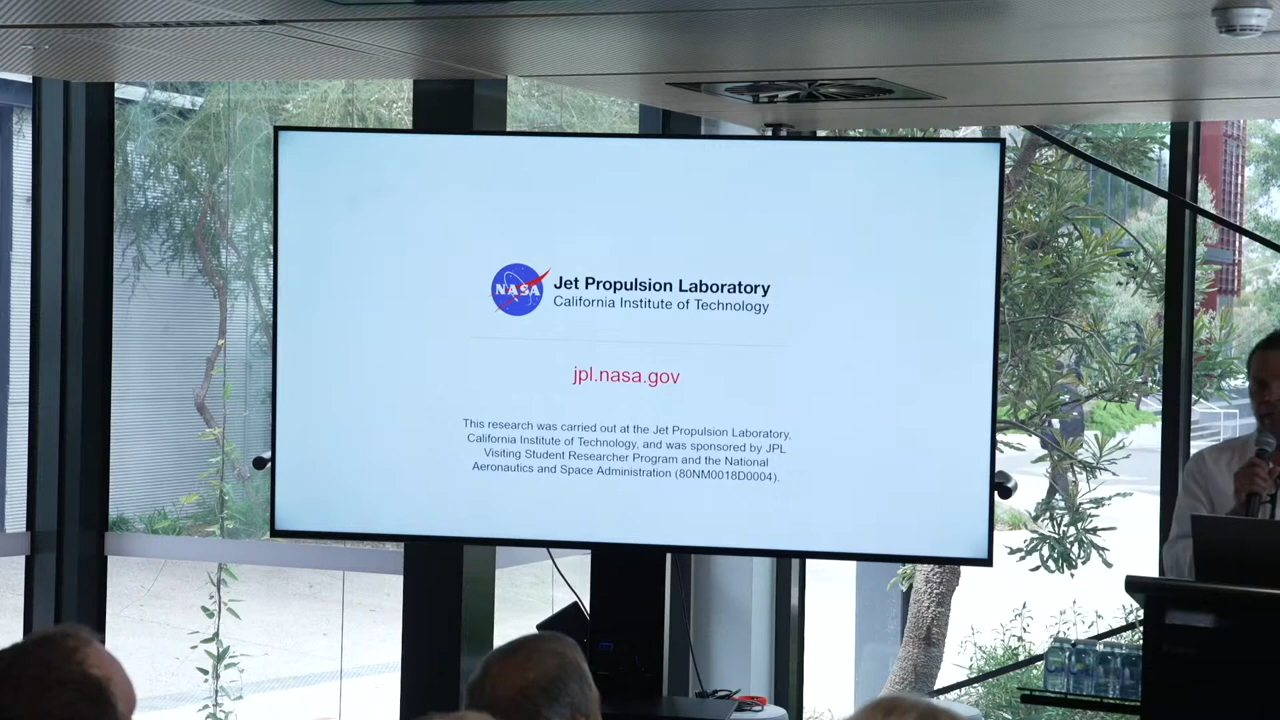 NASA
Jet Propulsion Laboratory
California Institute of Technology
jpl.nasa.gov
This research was carried out at the Jet Propulsion Laboratory,
California Institute of Technology, and was sponsored by JPL
Visiting Student Researcher Program and the National
Aeronautics and Space Administration (80NM0018D0004).